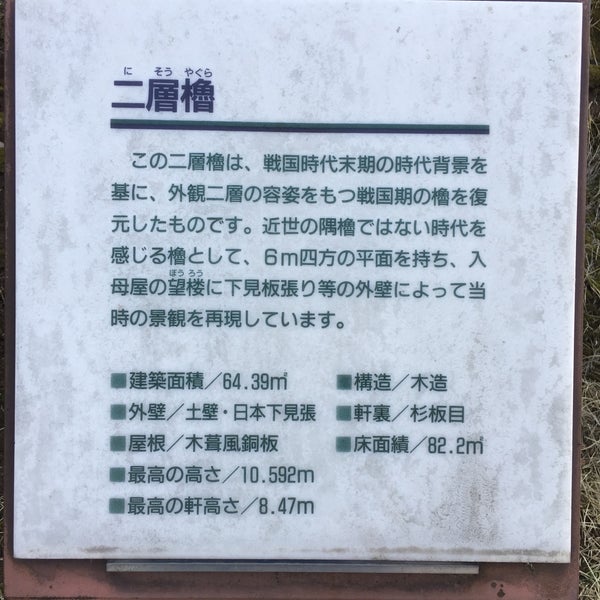 に そう やぐら
二層櫓
この二層櫓は、戦国時代末期の時代背景を
基に、外観二層の容姿をもつ戦国期の櫓を復
元したものです。近世の隅櫓ではない時代を
感じる櫓として、6m四方の平面を持ち、入
ぼう ろう
母屋の望楼に下見板張り等の外壁によって当
時の景観を再現しています。
■建築面積/64.39㎡ ■構造/木造
■外壁/土壁・日本下見張 ■軒裏/杉板目
■屋根/木葺風銅板 ■床面績/82.2㎡
■最高の高さ/10.592m
■最高の軒高さ/8.47m